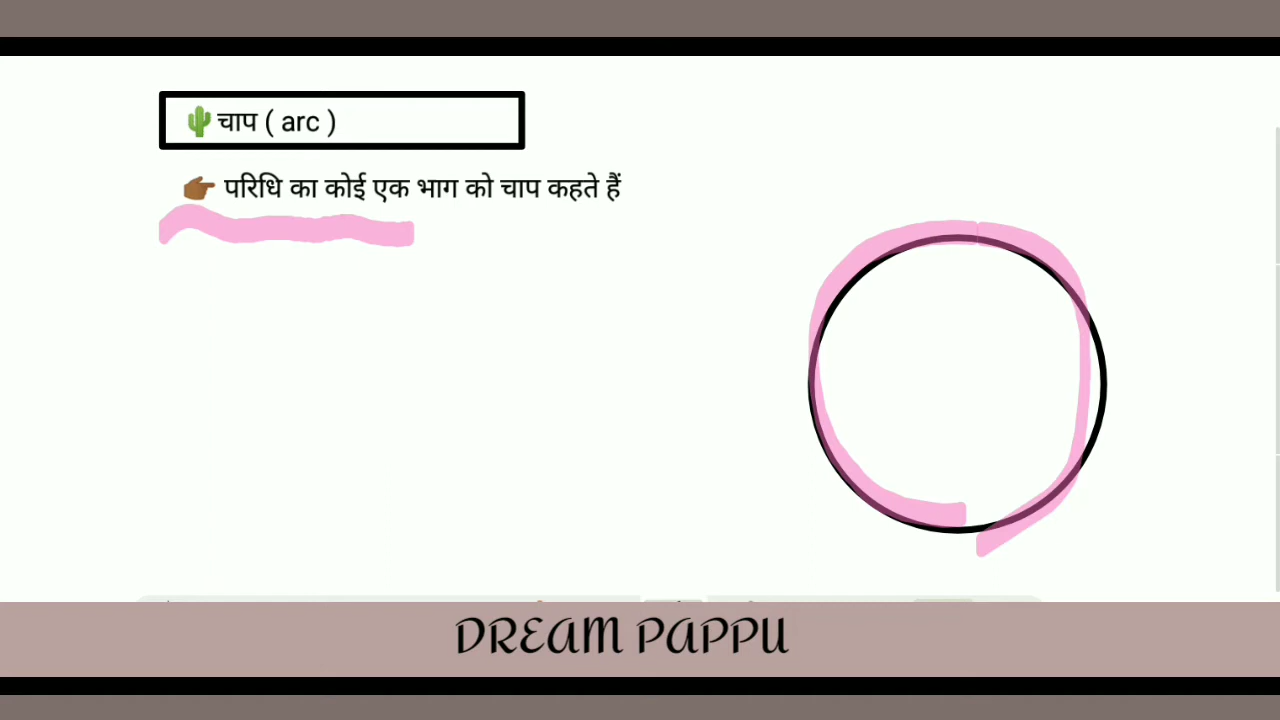 🌵चाप ( arc )
👉 परिधि का कोई एक भाग को चाप कहते हैं
DREAM PAPPU